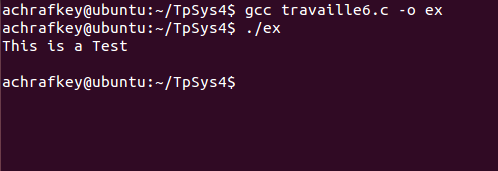 achrafkey@ubuntu:~/TpSys4$ gcc travaille6.c -o ex
achrafkey@ubuntu:~/TpSys4$ ./ex
This is a Test
achrafkey@ubuntu:~/TpSys4$